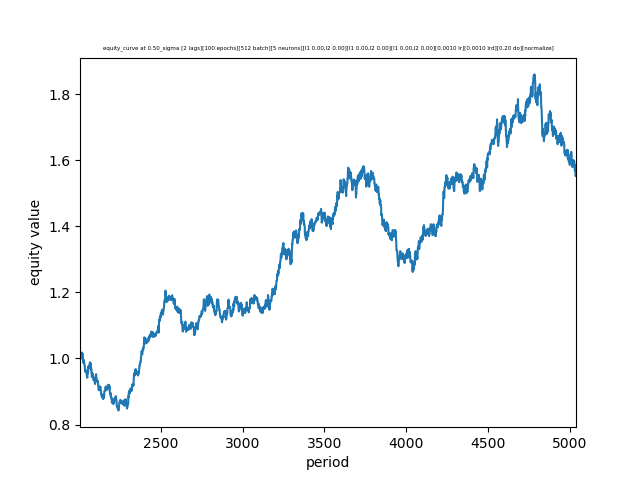 equity_curve at 0.50_sigma [2 lags][100 epochs][512 batch][5 neurons][l1 0.00,l2 0.00][l1 0.00,l2 0.00][l1 0.00,l2 0.00][0.0010 lr][0.0010 lrd][0.20 do][normalize]
1.8
1.6
1.4
1.2
1.0
0.8
equity value
2500 3000 3500 4000 4500 5000
period